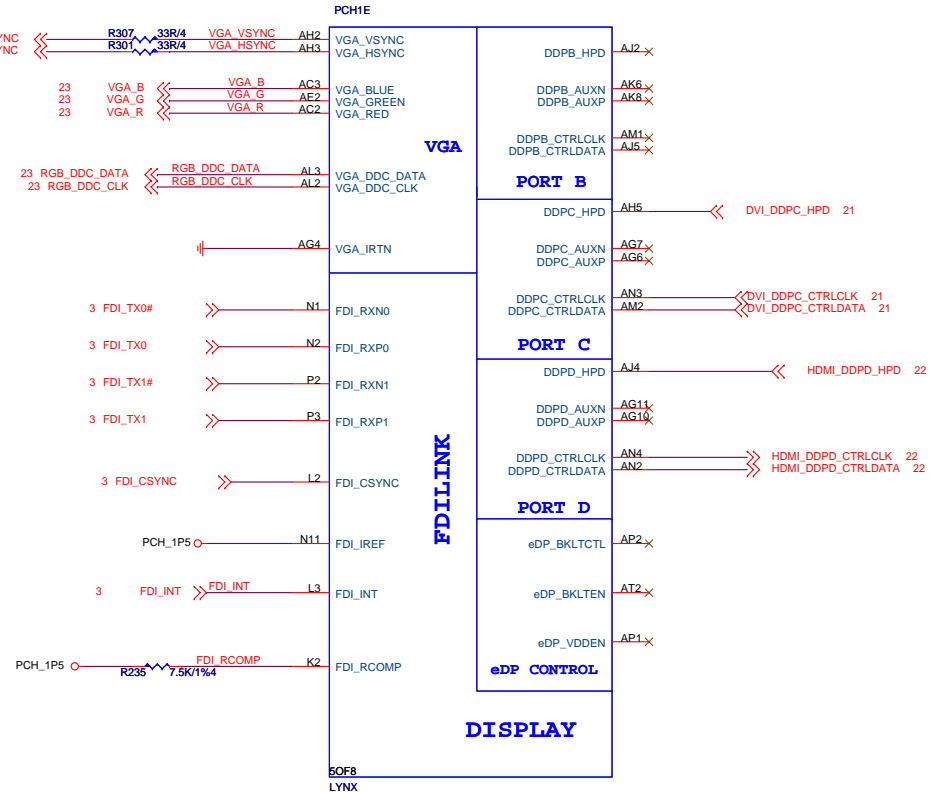 PCH1E
YNC R307 33R/4 VGA_VSYNC AH2 VGA_VSYNC
YNC R301 33R/4 VGA_HSYNC AH3 VGA_HSYNC
DDPB_HPD AJ2
23 VGA_B VGA_B AC3 VGA_BLUE
23 VGA_G VGA_G AE2 VGA_GREEN
23 VGA_R VGA_R AC2 VGA_RED
DDPB_AUXN AK6
DDPB_AUXP AK8
VGA
DDPB_CTRLCLK AM1
DDPB_CTRLDATA AJ5
23 RGB_DDC_DATA RGB_DDC_DATA AL3 VGA_DDC_DATA
23 RGB_DDC_CLK RGB_DDC_CLK AL2 VGA_DDC_CLK
PORT B
DDPC_HPD AH5 DVI_DDPC_HPD 21
AG4 VGA_IRTN
DDPC_AUXN AG7
DDPC_AUXP AG6
3 FDI_TX0# N1 FDI_RXN0
DDPC_CTRLCLK AN3 DVI_DDPC_CTRLCLK 21
DDPC_CTRLDATA AM2 DVI_DDPC_CTRLDATA 21
3 FDI_TX0 N2 FDI_RXP0
PORT C
DDPD_HPD AJ4 HDMI_DDPD_HPD 22
3 FDI_TX1# P2 FDI_RXN1
3 FDI_TX1 P3 FDI_RXP1
DDPD_AUXN AG11
DDPD_AUXP AG10
FDILINK
DDPD_CTRLCLK AN4 HDMI_DDPD_CTRLCLK 22
DDPD_CTRLDATA AN2 HDMI_DDPD_CTRLDATA 22
3 FDI_CSYNC L2 FDI_CSYNC
PORT D
PCH_1P5 N11 FDI_IREF
eDP_BKLTCTL AP2
3 FDI_INT FDI_INT L3 FDI_INT
eDP_BKLTEN AT2
eDP_VDDEN AP1
PCH_1P5 R235 7.5K/1%4 FDI_RCOMP K2 FDI_RCOMP
eDP CONTROL
DISPLAY
5OF8
LYNX